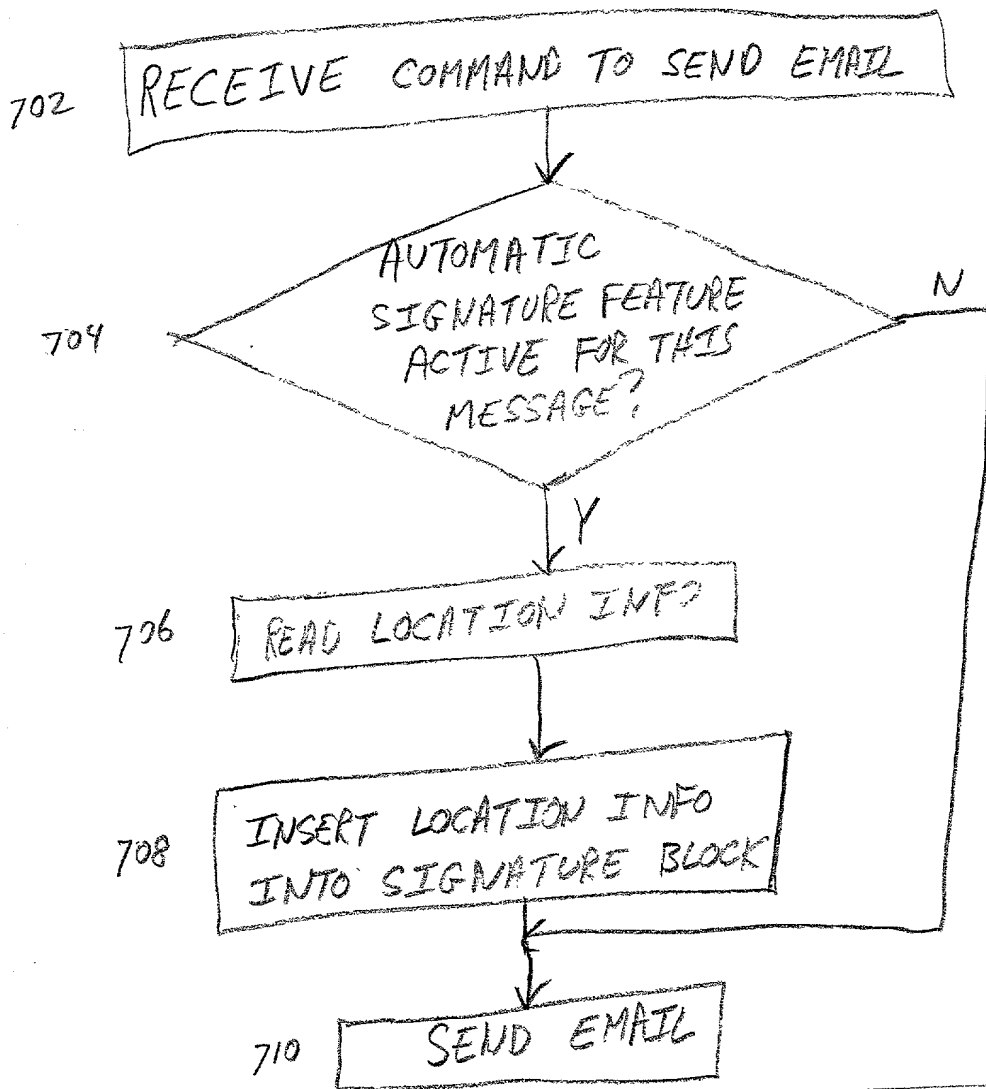 702
RECEIVE COMMAND TO SEND EMAIL
704
AUTOMATIC
SIGNATURE FEATURE
ACTIVE FOR THIS
MESSAGE?
N
Y
706
READ LOCATION INFO
708
INSERT LOCATION INFO
INTO SIGNATURE BLOCK
710
SEND EMAIL